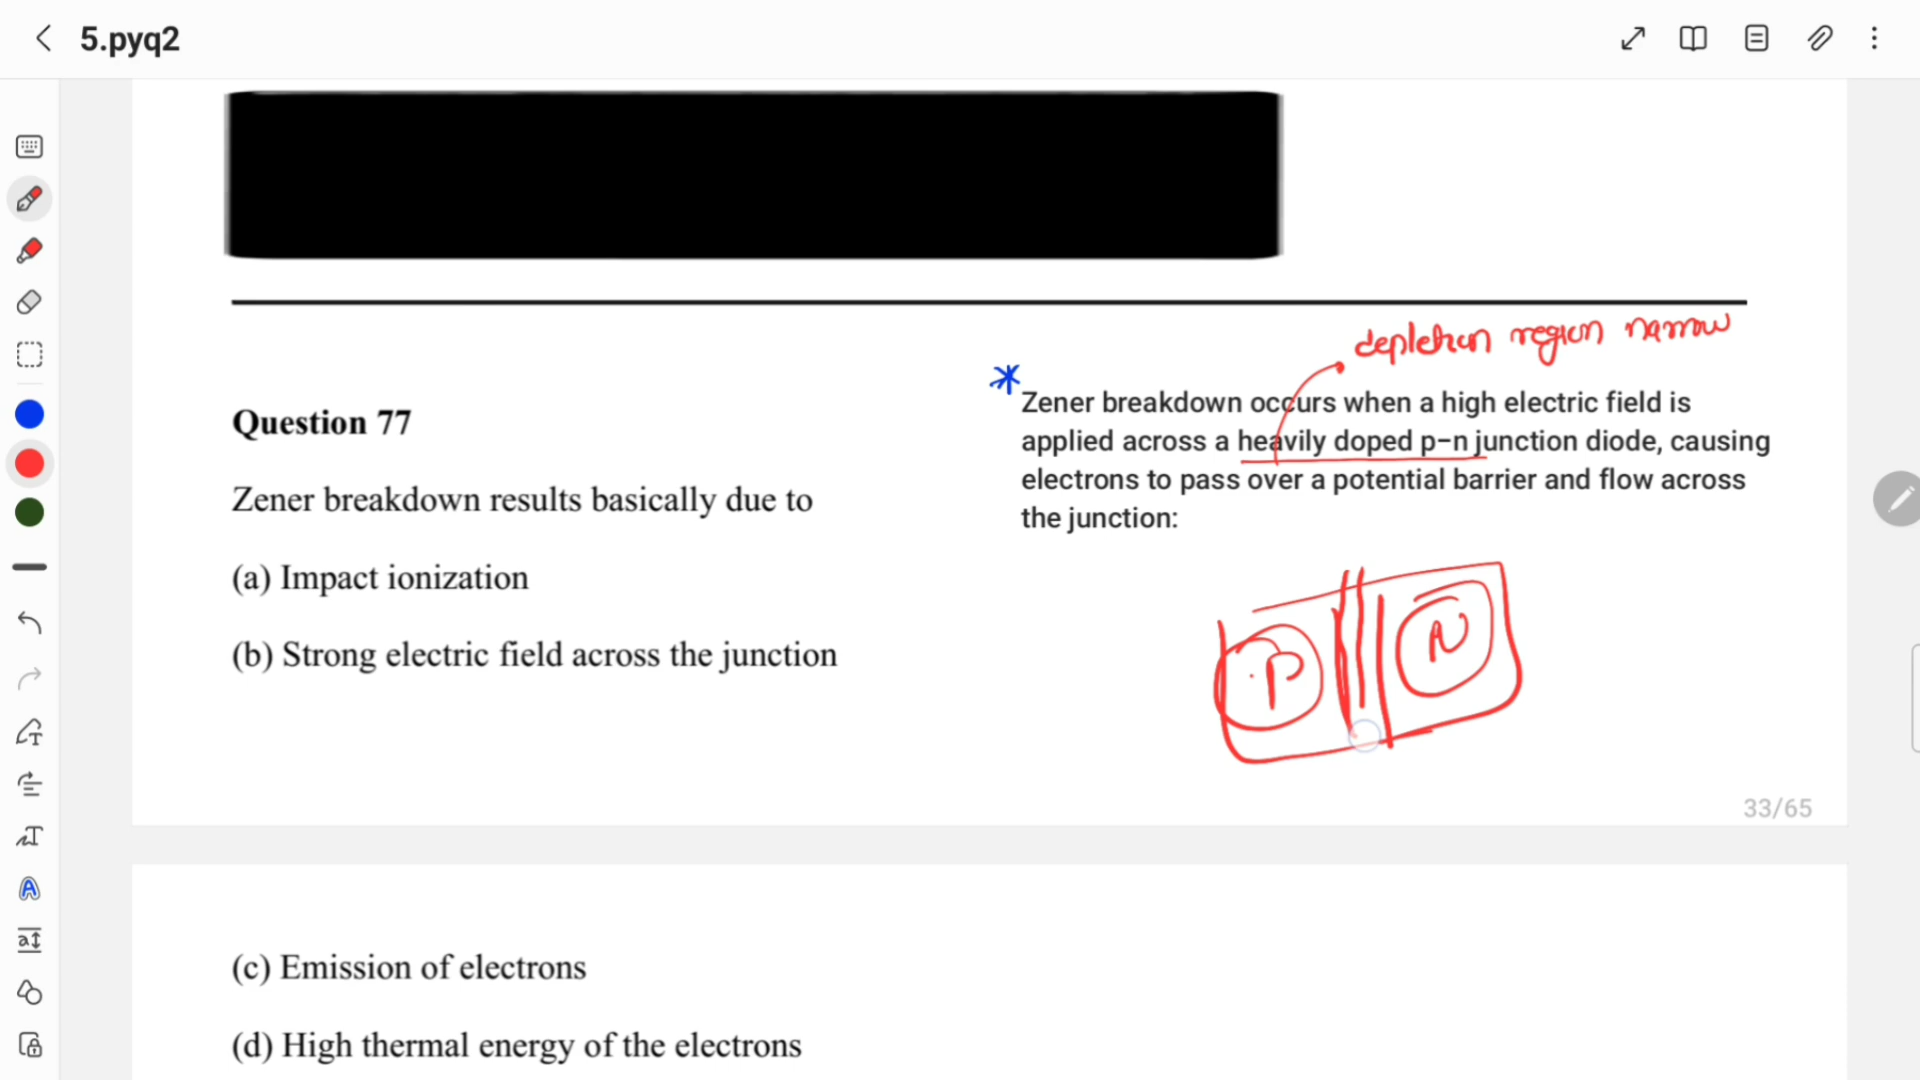 5.pyq2
depletion region narrow
Question 77
Zener breakdown results basically due to
(a) Impact ionization
(b) Strong electric field across the junction
Zener breakdown occurs when a high electric field is
applied across a heavily doped p-n junction diode, causing
electrons to pass over a potential barrier and flow across
the junction:
P N
33/65
(c) Emission of electrons
(d) High thermal energy of the electrons